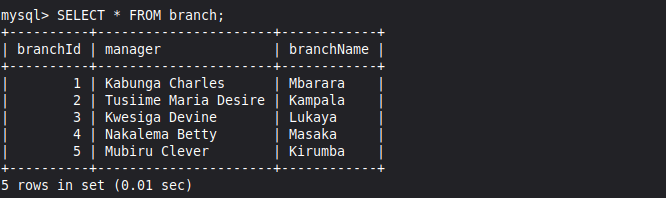 mysql> SELECT * FROM branch;
+----------+----------------------+------------+
| branchId | manager              | branchName |
+----------+----------------------+------------+
|        1 | Kabunga Charles      | Mbarara    |
|        2 | Tusiime Maria Desire | Kampala    |
|        3 | Kwesiga Devine       | Lukaya     |
|        4 | Nakalema Betty       | Masaka     |
|        5 | Mubiru Clever        | Kirumba    |
+----------+----------------------+------------+
5 rows in set (0.01 sec)